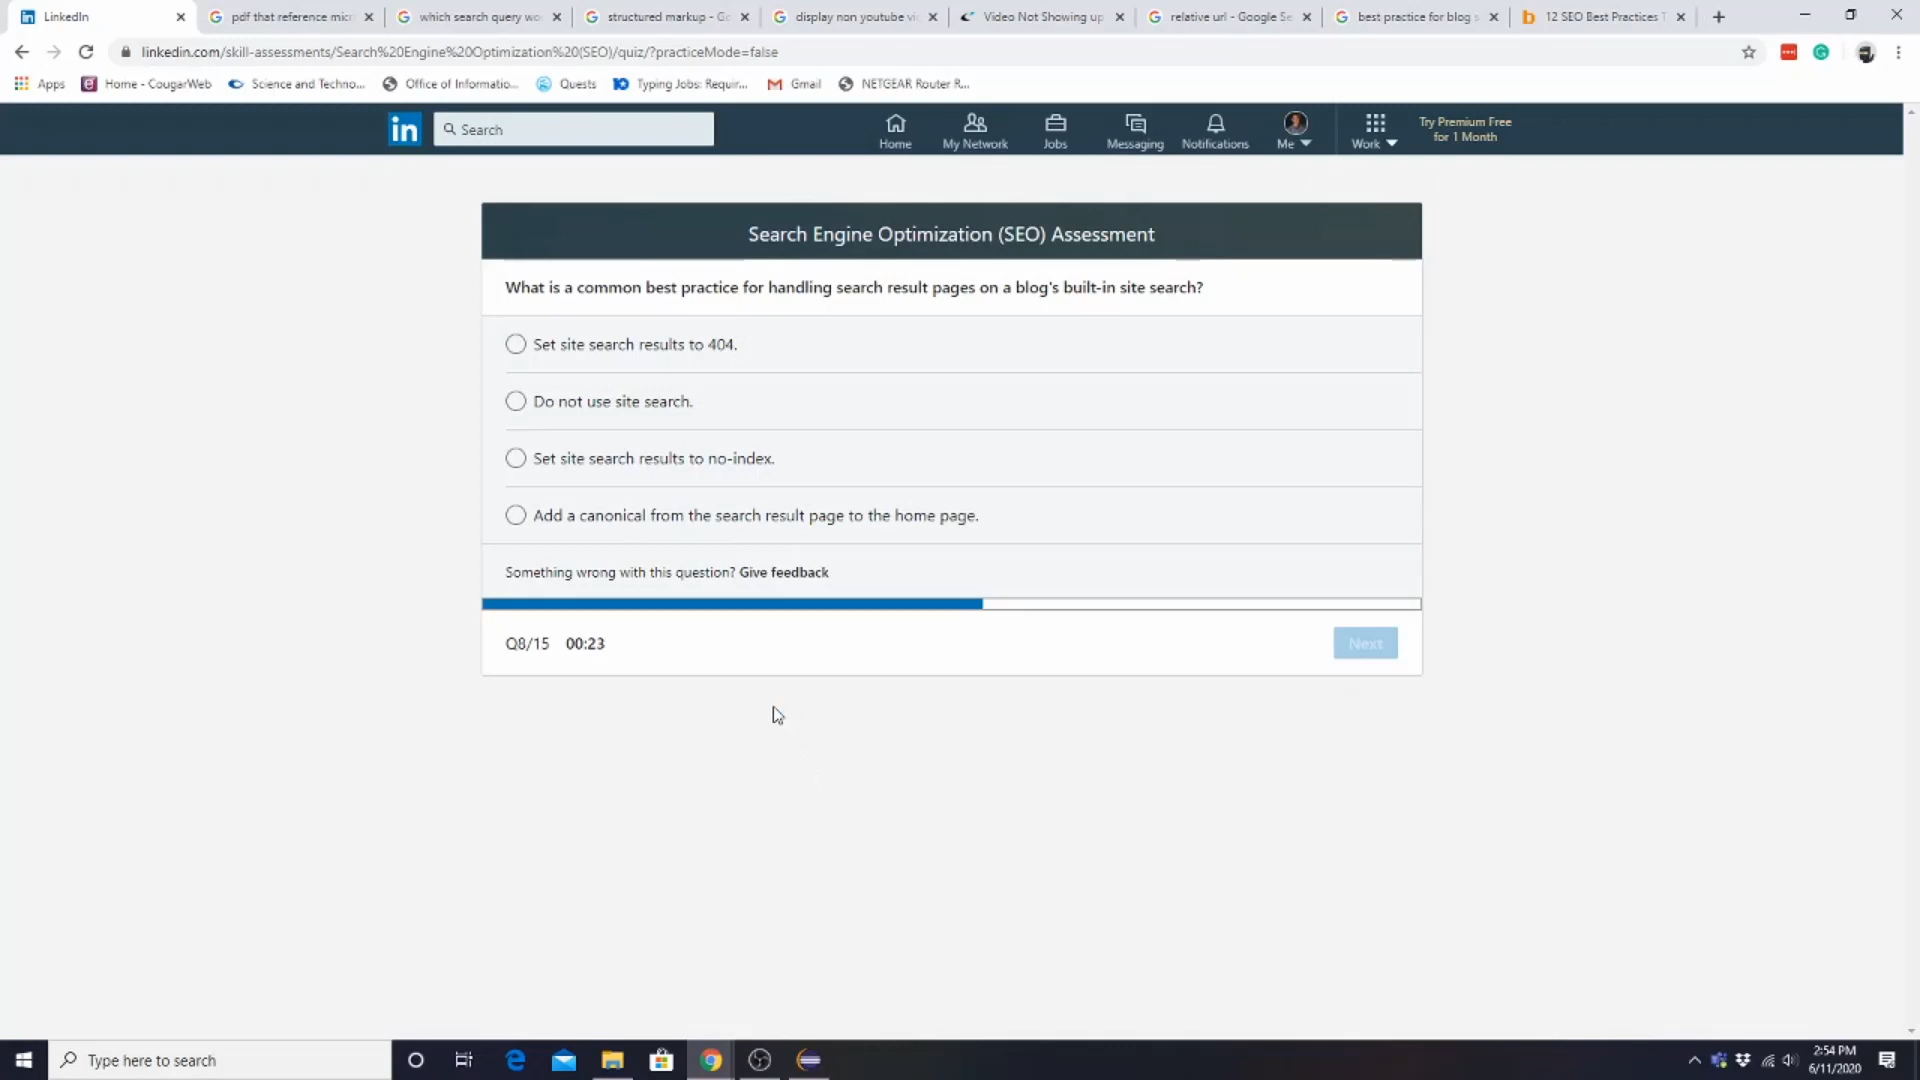 LinkedIn
pdf that reference micr
which search query wo
structured markup - Go
display non youtube vi
Video Not Showing up
relative url - Google Se
best practice for blog s
12 SEO Best Practices T
linkedin.com/skill-assessments/Search%20Engine%20Optimization%20(SEO)/quiz/?practiceMode=false
Apps
Home - CougarWeb
Science and Techno...
Office of Informatio...
Quests
Typing Jobs: Requir...
Gmail
NETGEAR Router R...
in
Search
Home
My Network
Jobs
Messaging
Notifications
Me
Work
Try Premium Free
for 1 Month
Search Engine Optimization (SEO) Assessment
What is a common best practice for handling search result pages on a blog's built-in site search?
Set site search results to 404.
Do not use site search.
Set site search results to no-index.
Add a canonical from the search result page to the home page.
Something wrong with this question? Give feedback
Q8/15 00:23
Next
Type here to search
2:54 PM
6/11/2020